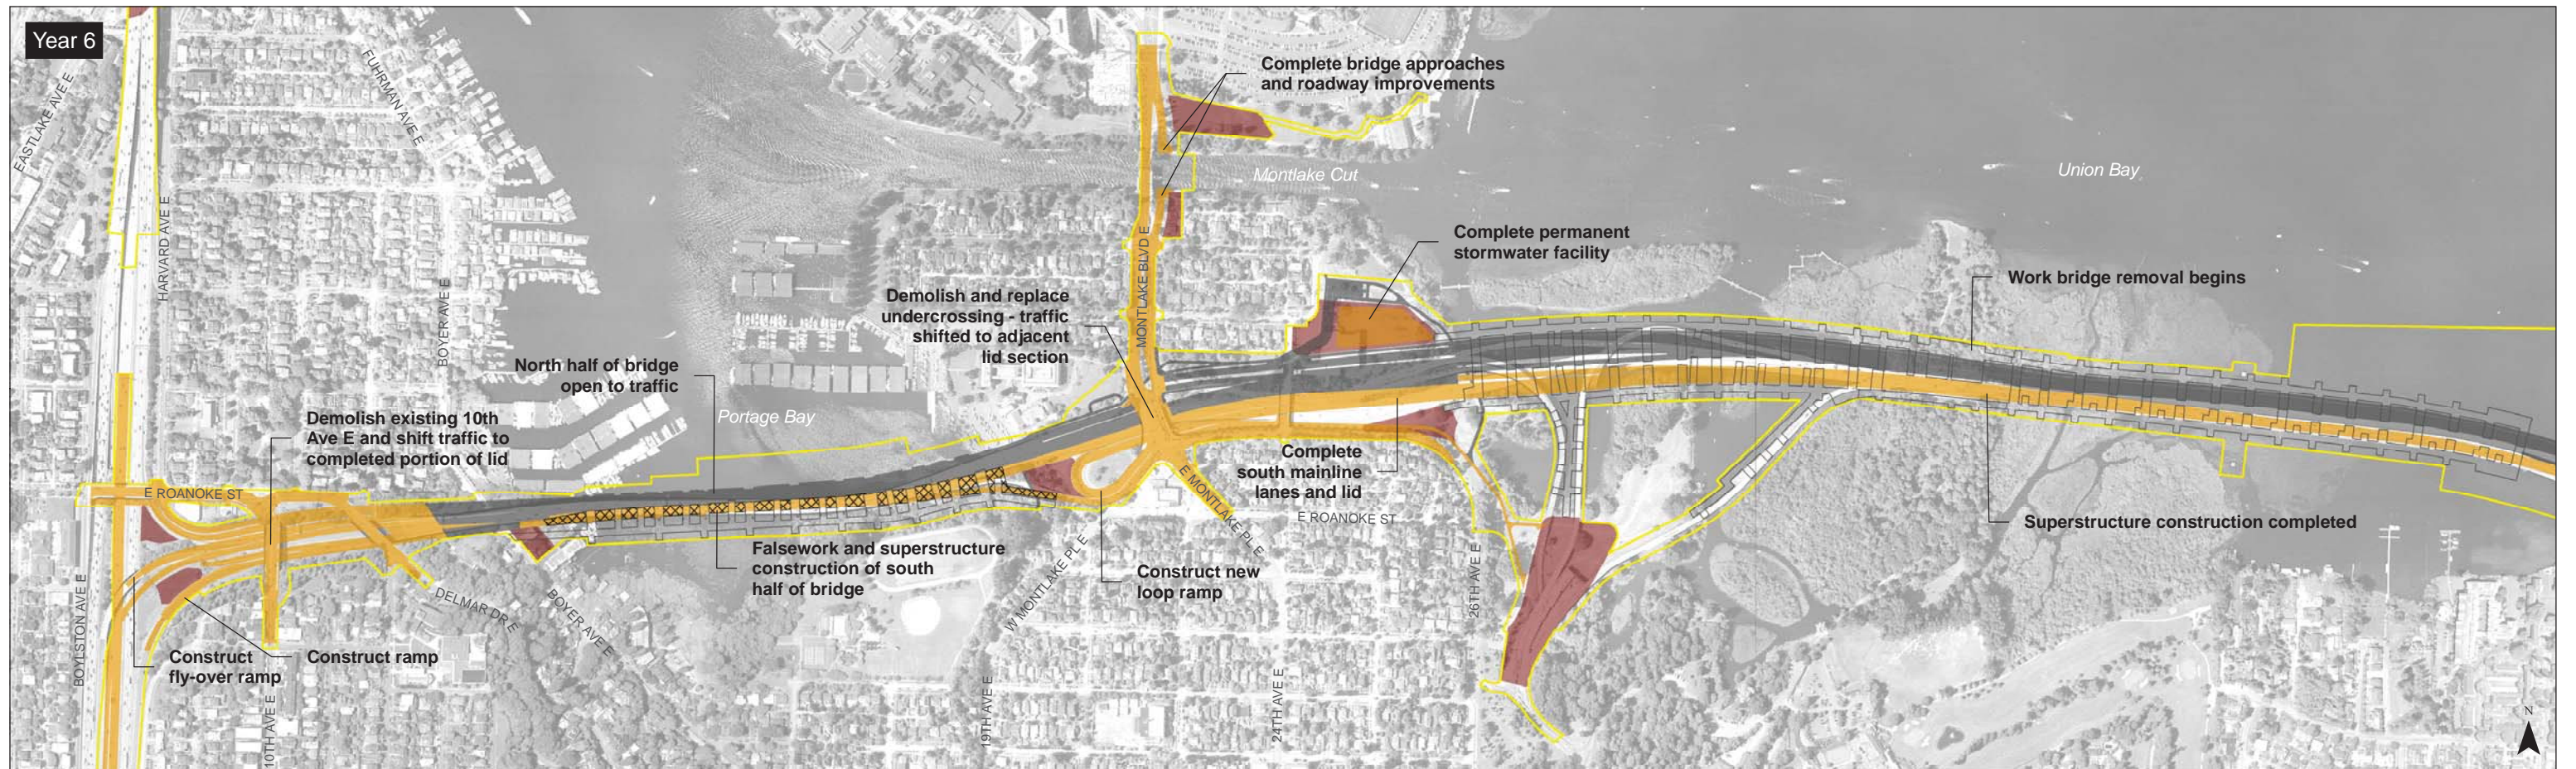 Year 6
EASTLAKE AVE E
FUHRMAN AVE E
HARVARD AVE E
BOYER AVE E
Complete bridge approaches
and roadway improvements
Montlake Cut
Union Bay
MONTLAKE BLVD E
Complete permanent
stormwater facility
Work bridge removal begins
Demolish and replace
undercrossing - traffic
shifted to adjacent
lid section
North half of bridge
open to traffic
Portage Bay
Demolish existing 10th
Ave E and shift traffic to
completed portion of lid
E ROANOKE ST
Complete
south mainline
lanes and lid
E MONTLAKE PL E
E ROANOKE ST
Superstructure construction completed
Falsework and superstructure
construction of south
half of bridge
Construct new
loop ramp
W MONTLAKE PL E
26TH AVE E
DELMAR DR E
BOYER AVE E
BOYLSTON AVE E
Construct
fly-over ramp
Construct ramp
10TH AVE E
19TH AVE E
24TH AVE E
N